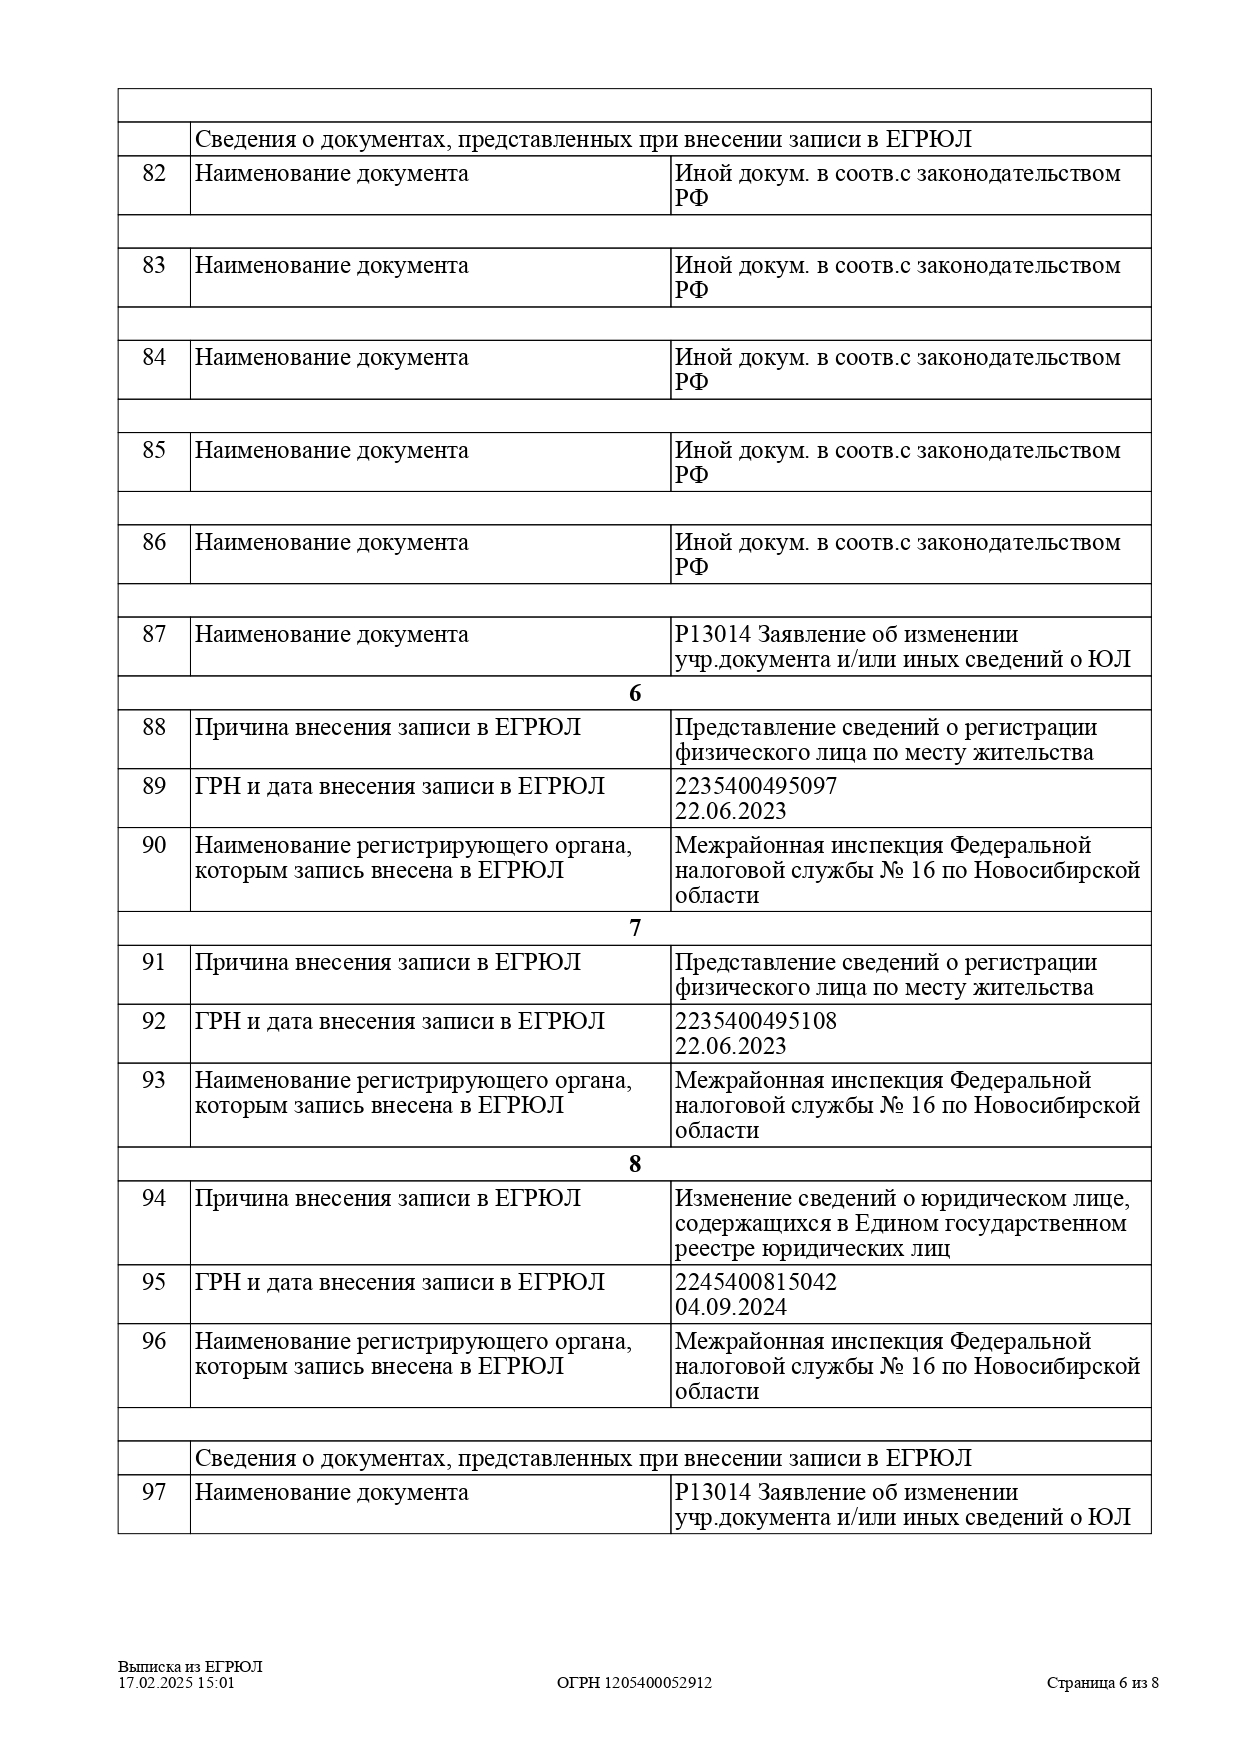 Сведения о документах, представленных при внесении записи в ЕГРЮЛ
82 Наименование документа Иной докум. в соотв.с законодательством
РФ
83 Наименование документа Иной докум. в соотв.с законодательством
РФ
84 Наименование документа Иной докум. в соотв.с законодательством
РФ
85 Наименование документа Иной докум. в соотв.с законодательством
РФ
86 Наименование документа Иной докум. в соотв.с законодательством
РФ
87 Наименование документа Р13014 Заявление об изменении
учр.документа и/или иных сведений о ЮЛ
6
88 Причина внесения записи в ЕГРЮЛ Представление сведений о регистрации
физического лица по месту жительства
89 ГРН и дата внесения записи в ЕГРЮЛ 2235400495097
22.06.2023
90 Наименование регистрирующего органа, Межрайонная инспекция Федеральной
которым запись внесена в ЕГРЮЛ налоговой службы № 16 по Новосибирской
области
7
91 Причина внесения записи в ЕГРЮЛ Представление сведений о регистрации
физического лица по месту жительства
92 ГРН и дата внесения записи в ЕГРЮЛ 2235400495108
22.06.2023
93 Наименование регистрирующего органа, Межрайонная инспекция Федеральной
которым запись внесена в ЕГРЮЛ налоговой службы № 16 по Новосибирской
области
8
94 Причина внесения записи в ЕГРЮЛ Изменение сведений о юридическом лице,
содержащихся в Едином государственном
реестре юридических лиц
95 ГРН и дата внесения записи в ЕГРЮЛ 2245400815042
04.09.2024
96 Наименование регистрирующего органа, Межрайонная инспекция Федеральной
которым запись внесена в ЕГРЮЛ налоговой службы № 16 по Новосибирской
области
Сведения о документах, представленных при внесении записи в ЕГРЮЛ
97 Наименование документа Р13014 Заявление об изменении
учр.документа и/или иных сведений о ЮЛ
Выписка из ЕГРЮЛ
17.02.2025 15:01 ОГРН 1205400052912 Страница 6 из 8